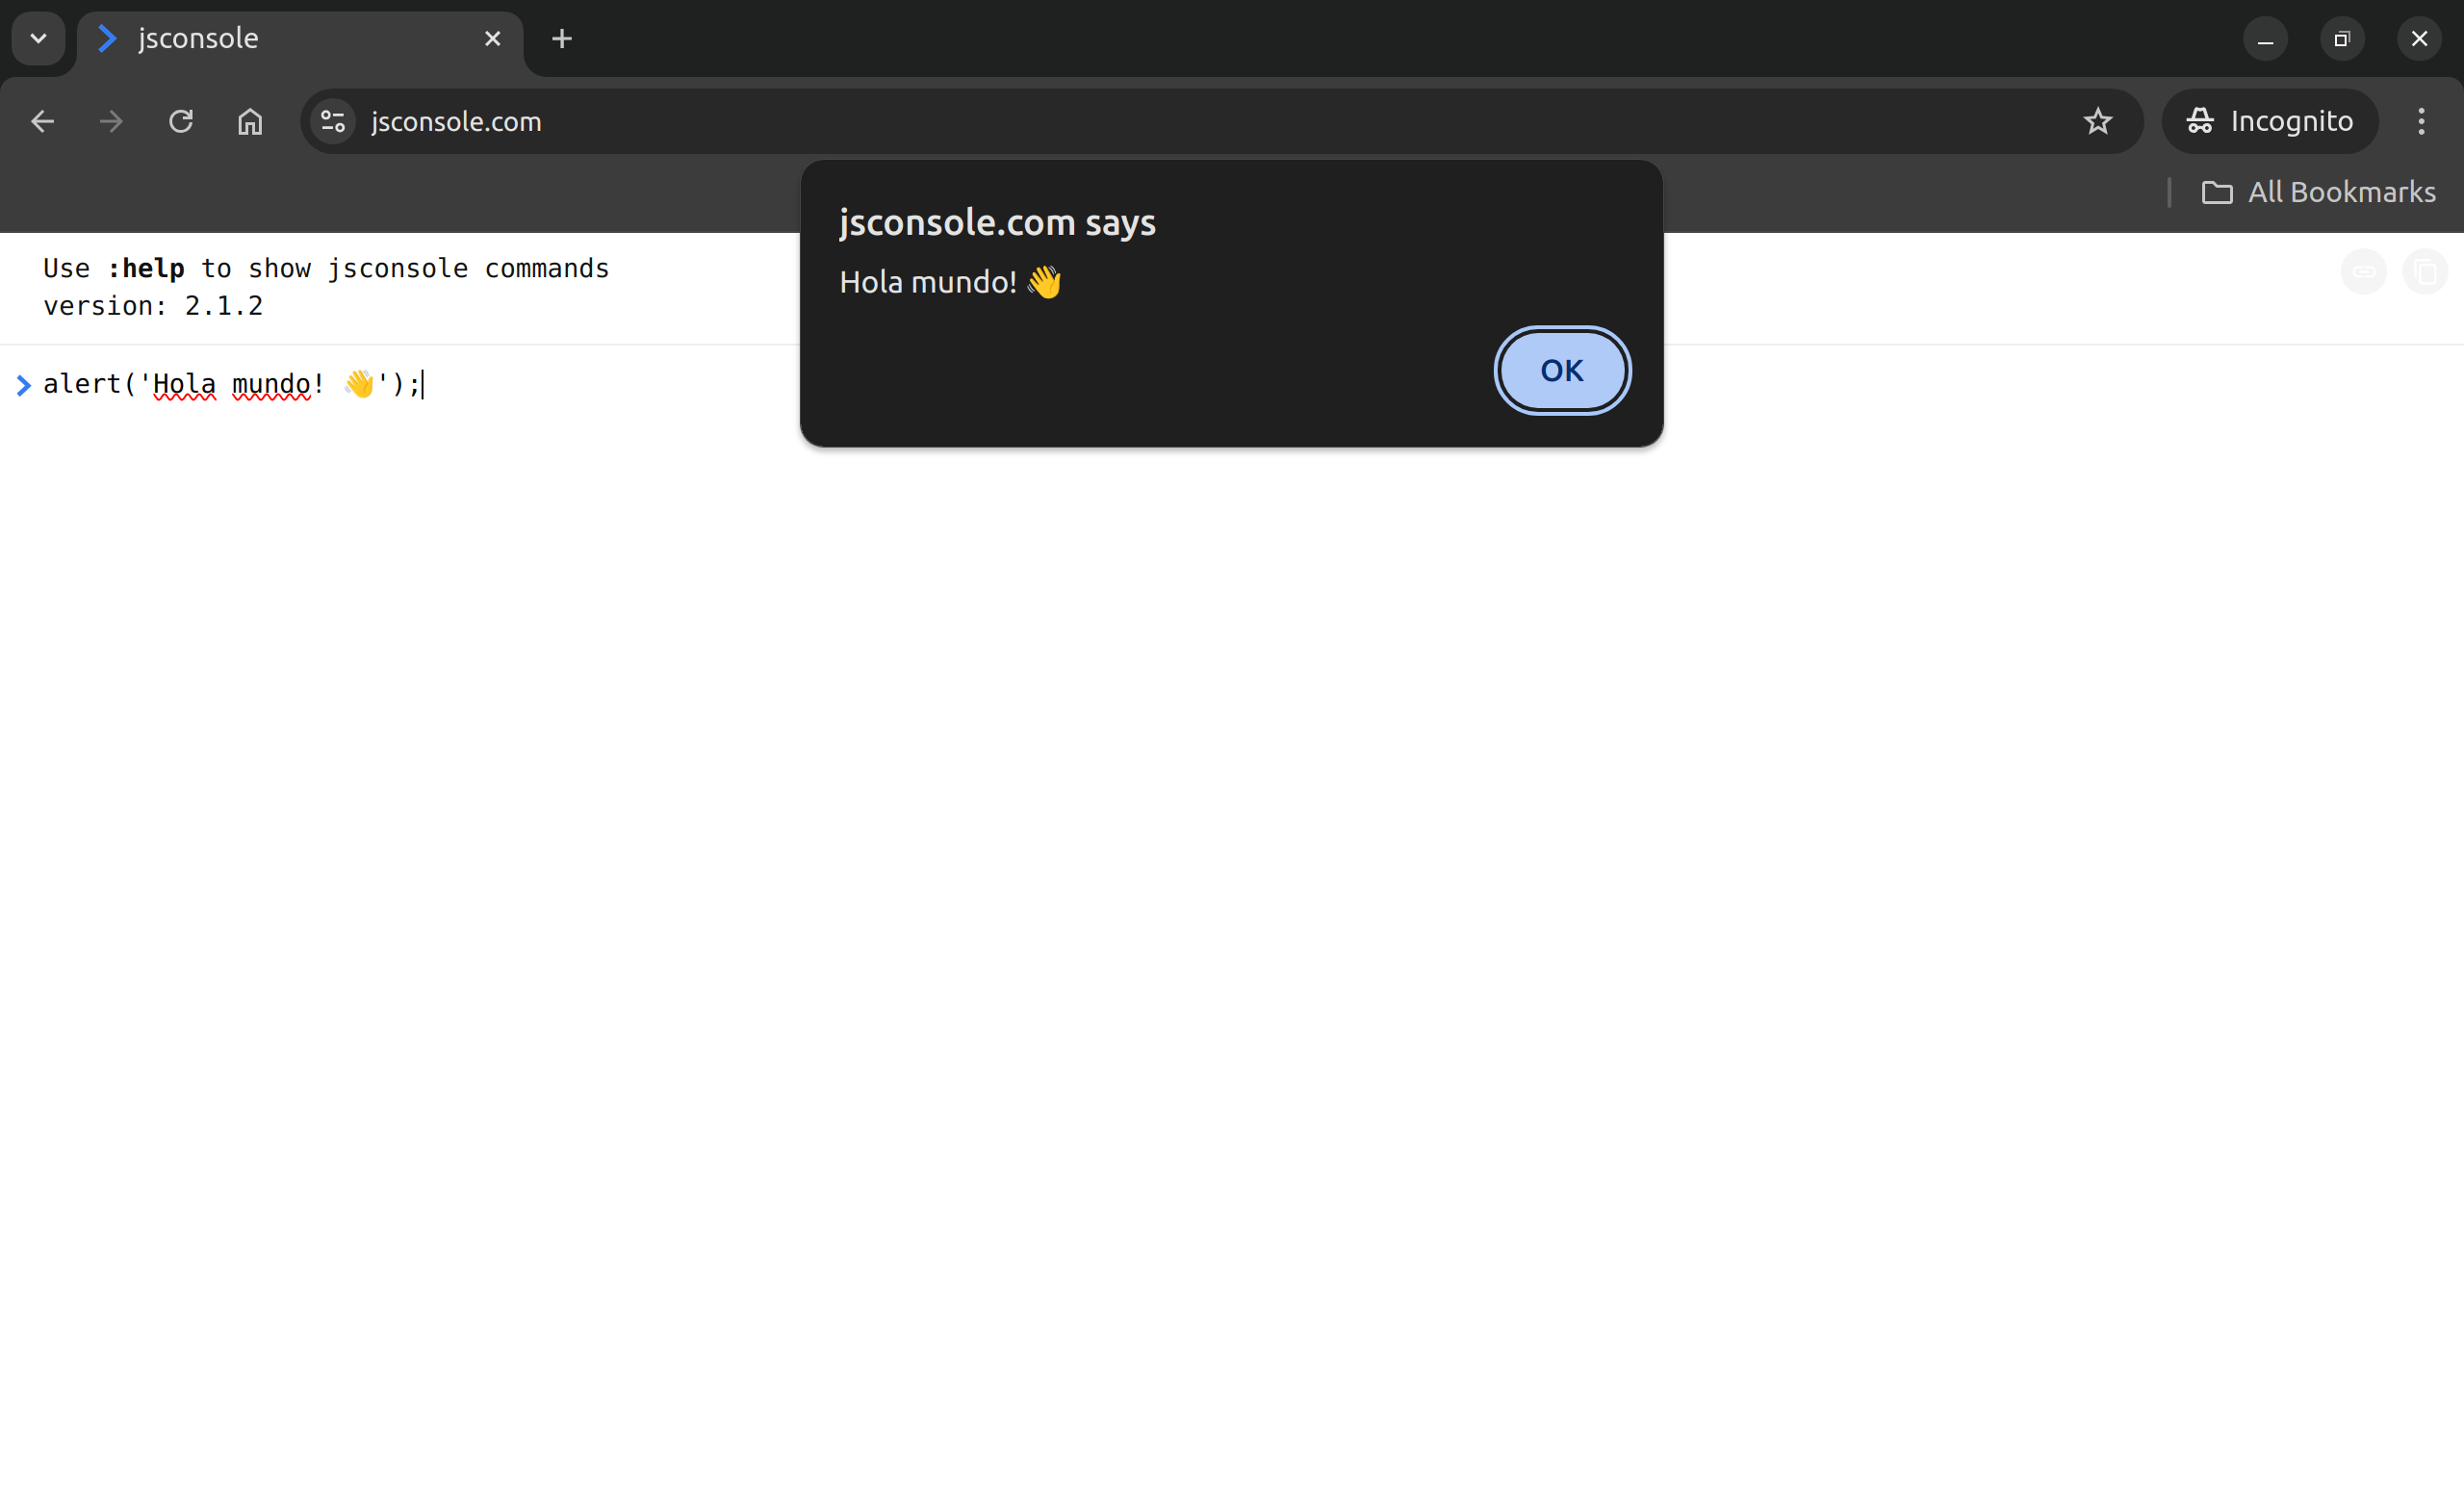 jsconsole
jsconsole.com
Incognito
All Bookmarks
jsconsole.com says
Hola mundo! 👋
OK
Use :help to show jsconsole commands
version: 2.1.2
alert('Hola mundo! 👋');